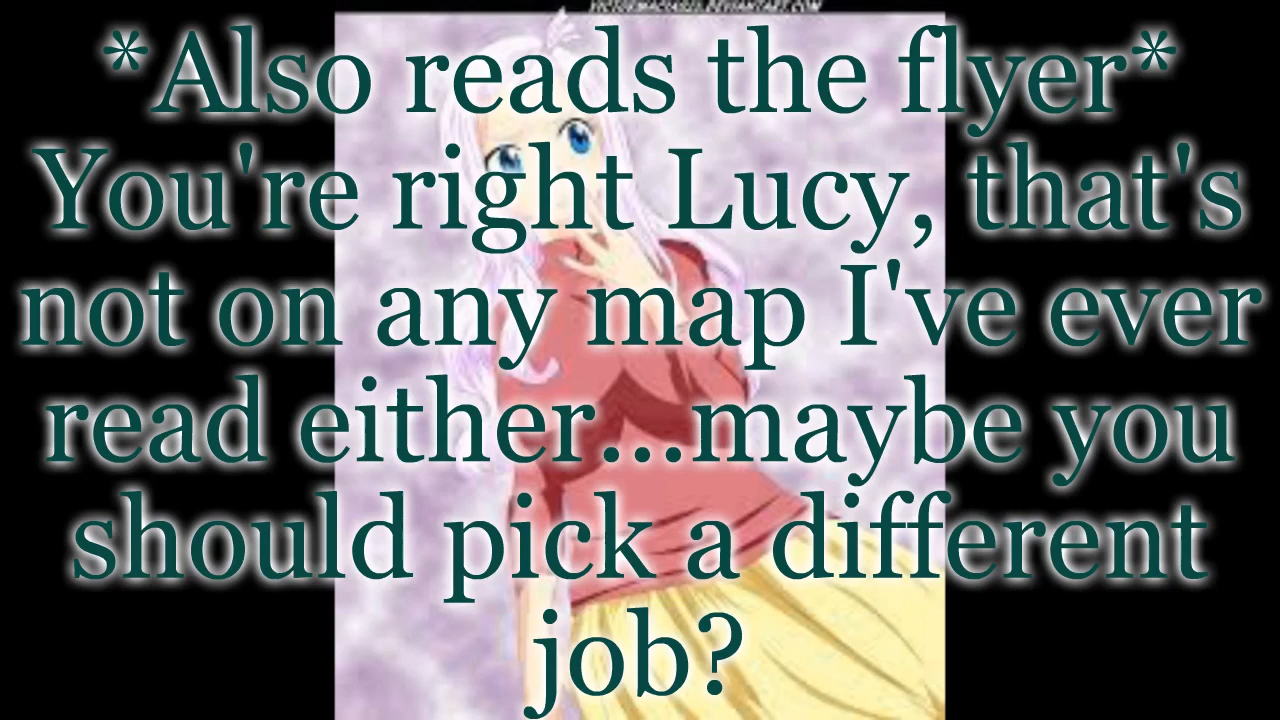 *Also reads the flyer*
You're right Lucy, that's
not on any map I've ever
read either...maybe you
should pick a different
job?